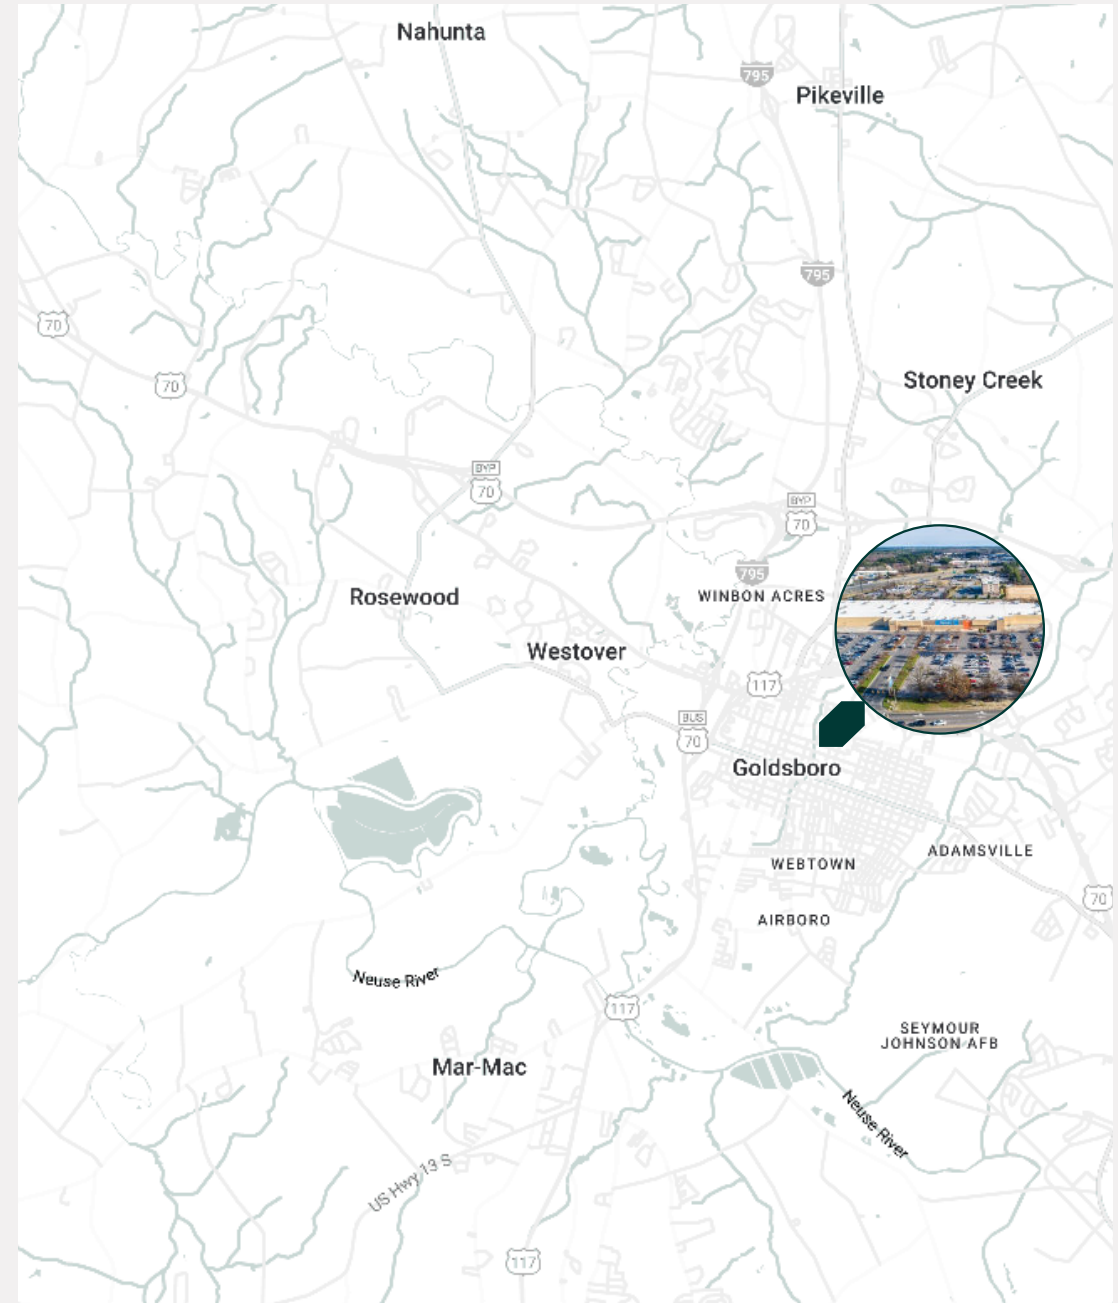 Nahunta
795
Pikeville
795
70
70
Stoney Creek
BYP
70
BYP
70
795
WINBON ACRES
Rosewood
Westover
117
BUS
70
Goldsboro
ADAMSVILLE
WEBTOWN
70
AIRBORO
Neuse River
117
SEYMOUR
JOHNSON AFB
Mar-Mac
Neuse River
US Hwy 13 S
117